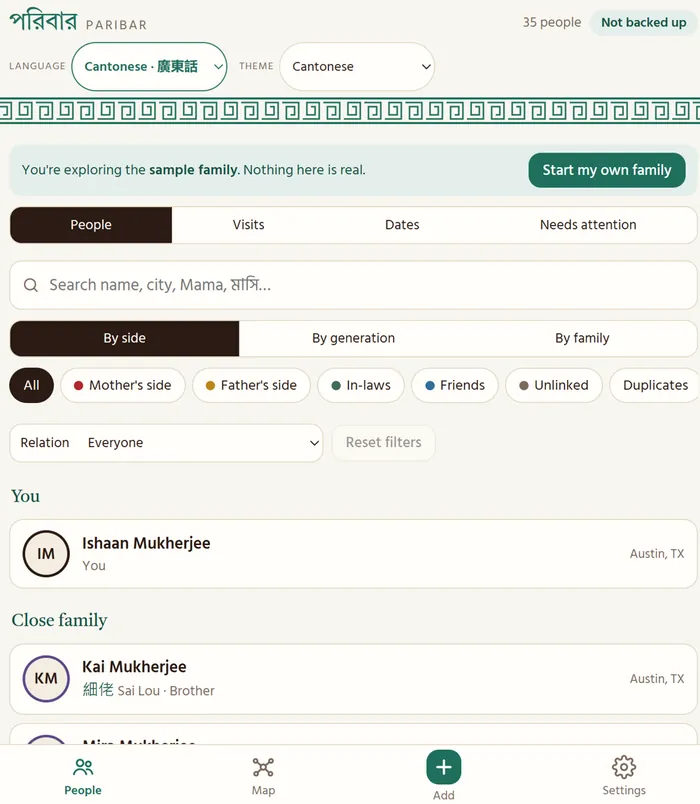 পরিবার PARIBAR
35 people
Not backed up
LANGUAGE Cantonese · 廣東話 THEME Cantonese
You're exploring the sample family. Nothing here is real.
Start my own family
People Visits Dates Needs attention
Search name, city, Mama, মাসি...
By side By generation By family
All Mother's side Father's side In-laws Friends Unlinked Duplicates
Relation Everyone Reset filters
You
IM
Ishaan Mukherjee
You
Austin, TX
Close family
KM
Kai Mukherjee
細佬 Sai Lou · Brother
Austin, TX
People Map Add Settings